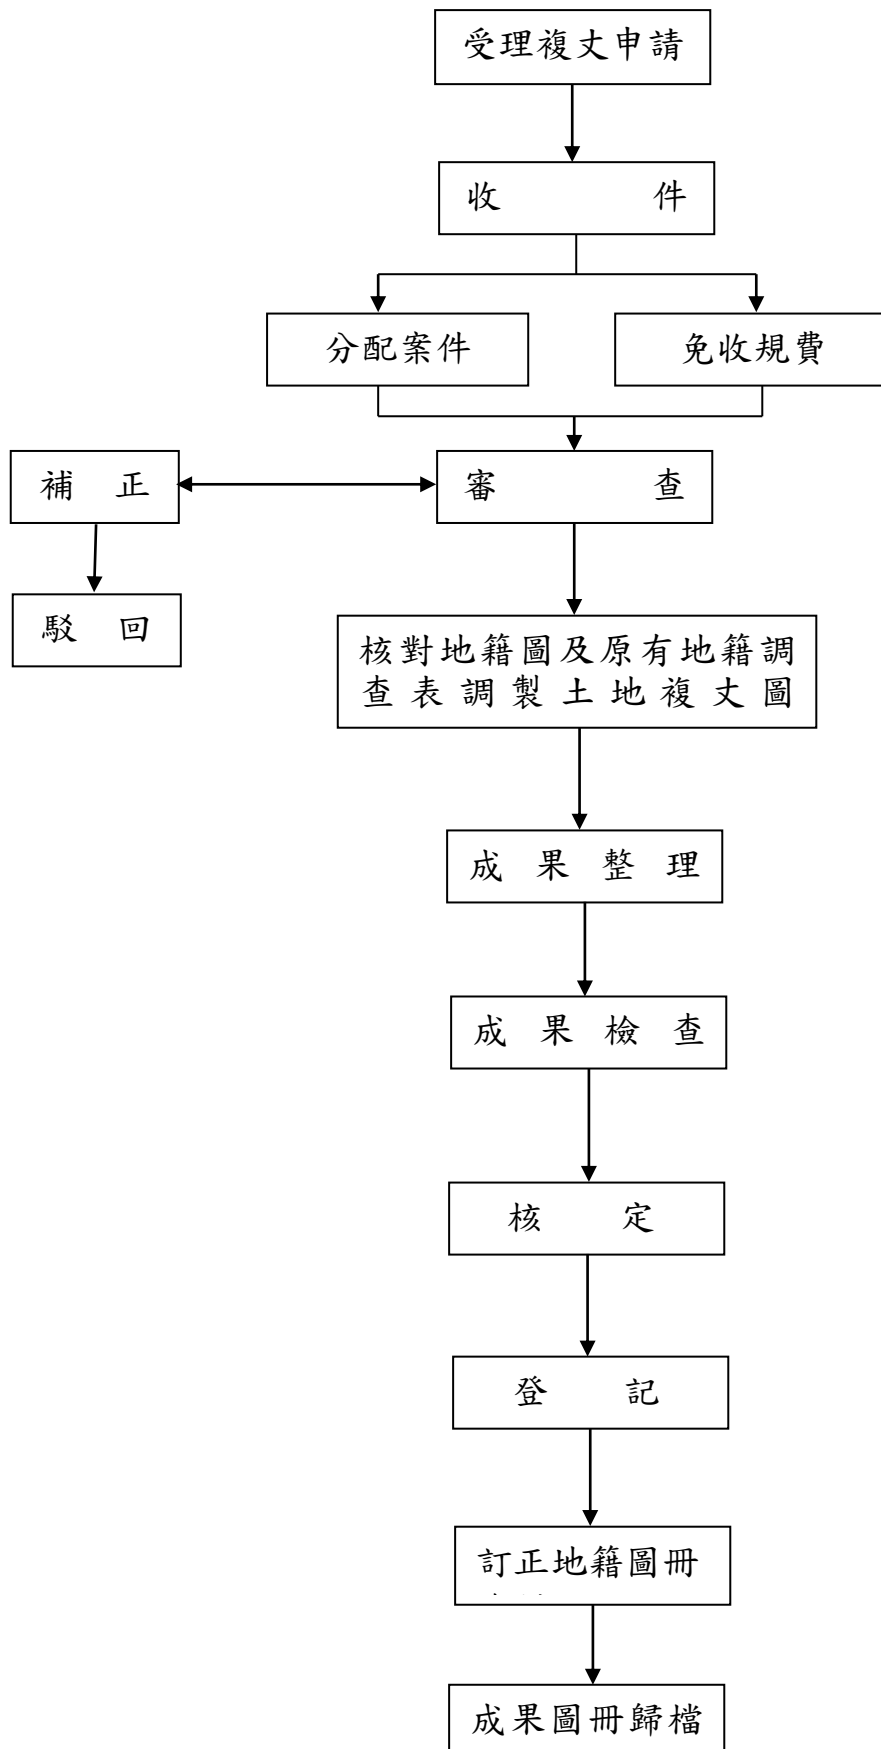 受理複丈申請
收 件
分配案件
免收規費
補 正
審 查
駁 回
核對地籍圖及原有地籍調
查表調製土地複丈圖
成果整理
成果檢查
核 定
登 記
訂正地籍圖冊
成果圖冊歸檔